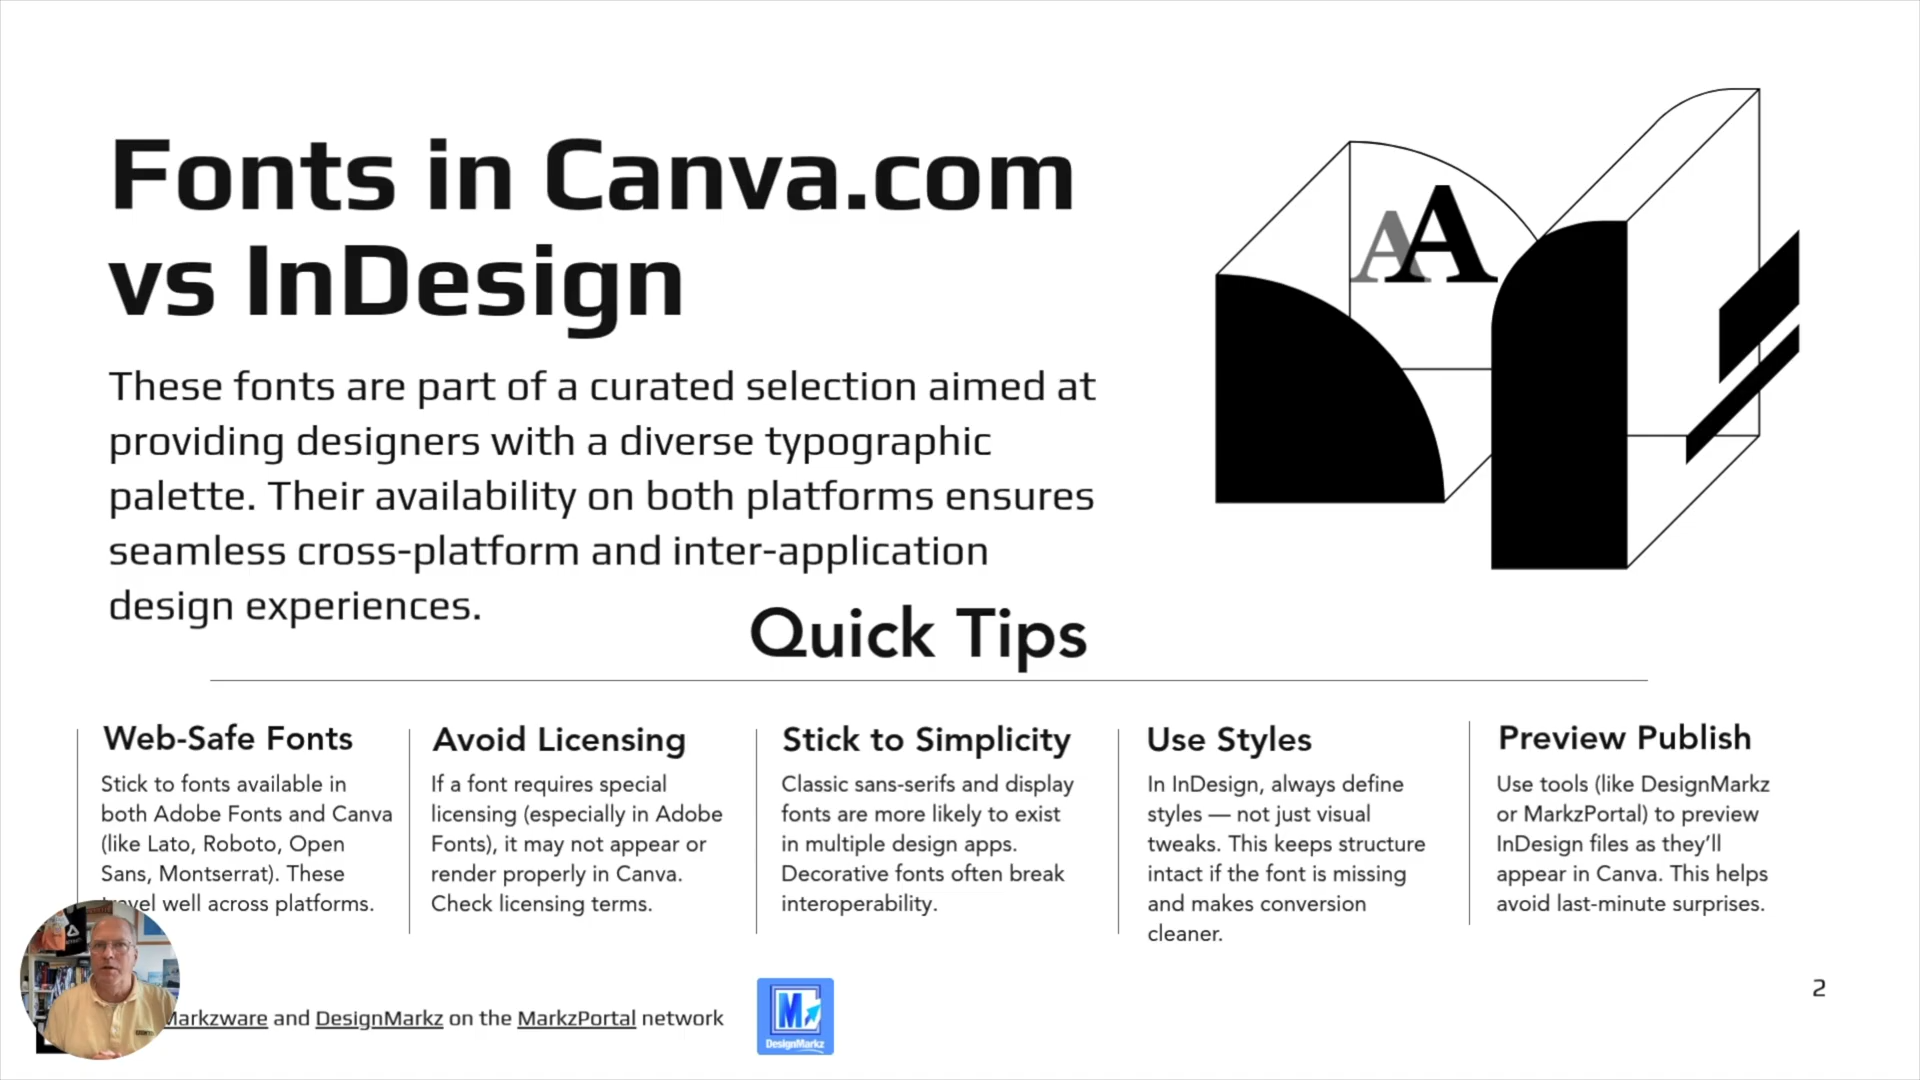 Fonts in Canva.com
vs InDesign
These fonts are part of a curated selection aimed at
providing designers with a diverse typographic
palette. Their availability on both platforms ensures
seamless cross-platform and inter-application
design experiences.
AA
Quick Tips
Web-Safe Fonts
Stick to fonts available in
both Adobe Fonts and Canva
(like Lato, Roboto, Open
Sans, Montserrat). These
well across platforms.
Avoid Licensing
If a font requires special
licensing (especially in Adobe
Fonts), it may not appear or
render properly in Canva.
Check licensing terms.
Stick to Simplicity
Classic sans-serifs and display
fonts are more likely to exist
in multiple design apps.
Decorative fonts often break
interoperability.
Use Styles
In InDesign, always define
styles — not just visual
tweaks. This keeps structure
intact if the font is missing
and makes conversion
cleaner.
Preview Publish
Use tools (like DesignMarkz
or MarkzPortal) to preview
InDesign files as they’ll
appear in Canva. This helps
avoid last-minute surprises.
Markzware and DesignMarkz on the MarkzPortal network
M
DesignMarkz
2